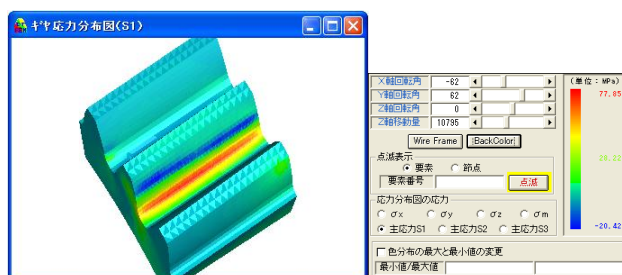 ｷﾞﾔ応力分布図(S1)
X軸回転角 -62
Y軸回転角 62
Z軸回転角 0
Z軸移動量 10795
Wire Frame BackColor
点滅表示
要素 節点
要素番号 点滅
応力分布図の応力
σx σy σz σm
主応力S1 主応力S2 主応力S3
色分布の最大と最小値の変更
最小値/最大値
(単位：MPa)
77.85
28.22
-20.42